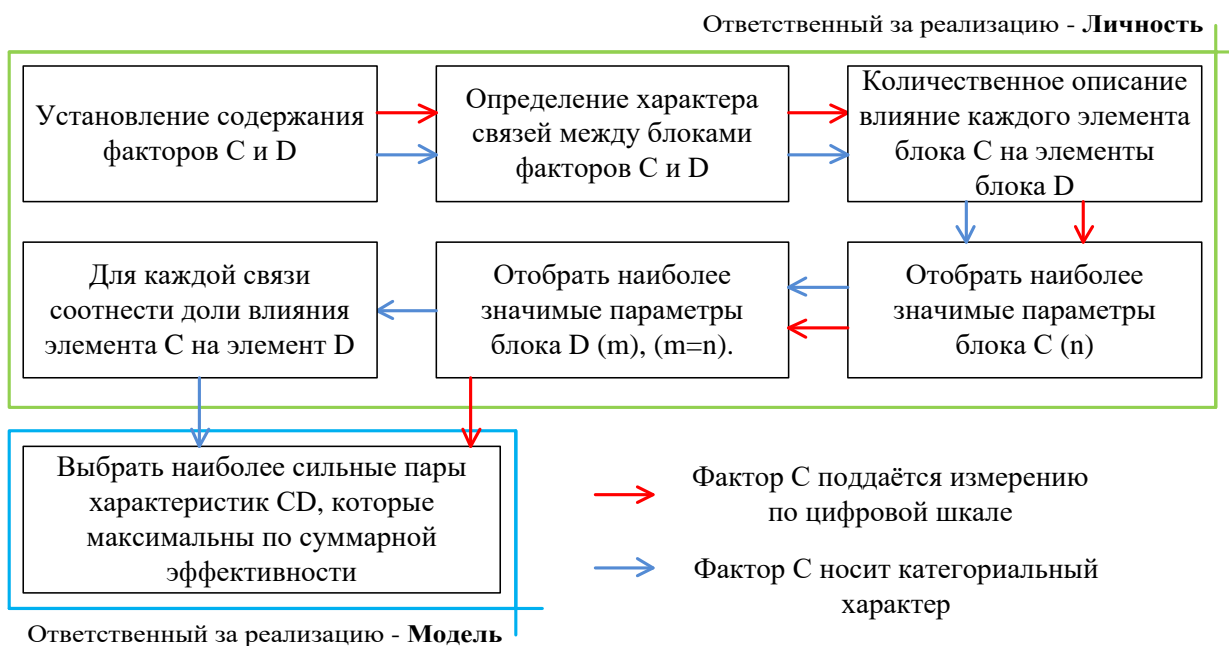 Ответственный за реализацию - Личность
Установление содержания
факторов C и D
Определение характера
связей между блоками
факторов C и D
Количественное описание
влияние каждого элемента
блока C на элементы
блока D
Для каждой связи
соотнести доли влияния
элемента C на элемент D
Отобрать наиболее
значимые параметры
блока D (m), (m=n).
Отобрать наиболее
значимые параметры
блока C (n)
Выбрать наиболее сильные пары
характеристик CD, которые
максимальны по суммарной
эффективности
Фактор C поддаётся измерению
по цифровой шкале
Фактор C носит категориальный
характер
Ответственный за реализацию - Модель